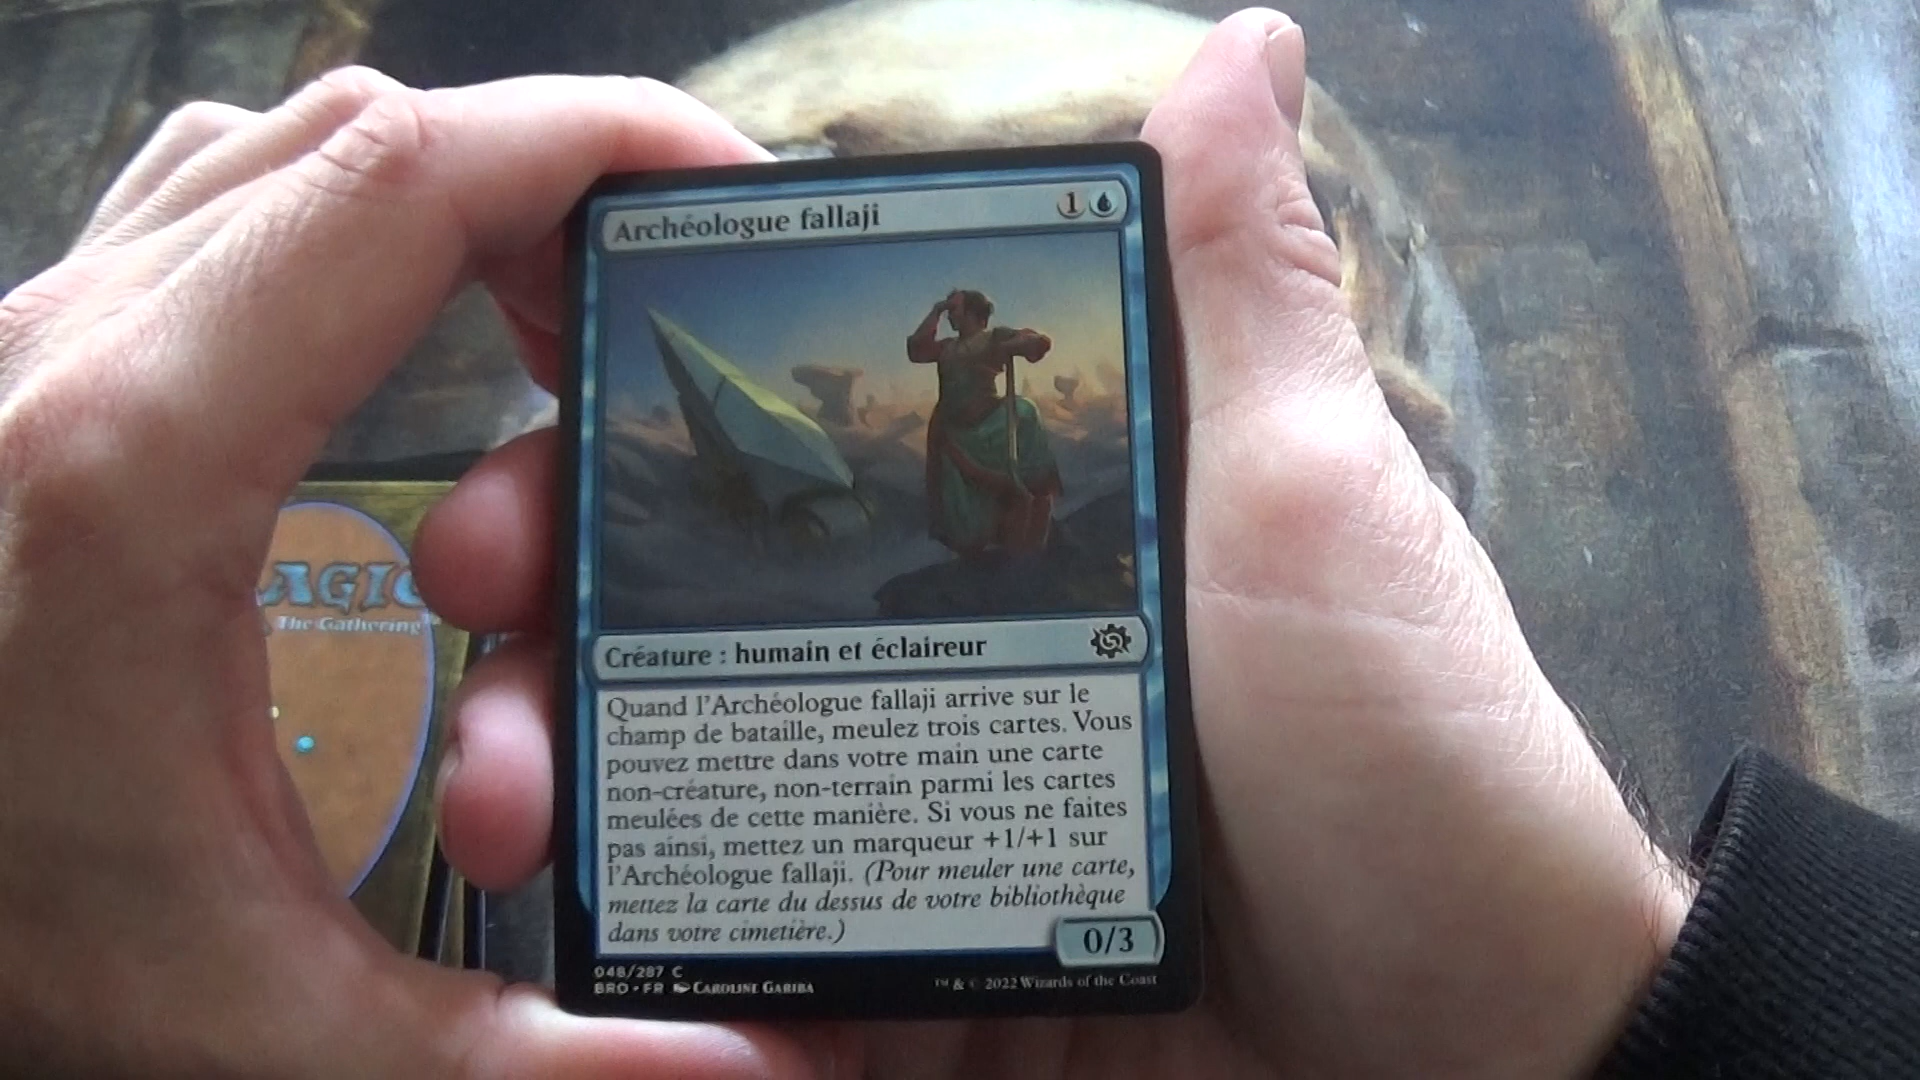 Archéologue fallaji 1
Créature : humain et éclaireur
Quand l'Archéologue fallaji arrive sur le
champ de bataille, meulez trois cartes. Vous
pouvez mettre dans votre main une carte
non-créature, non-terrain parmi les cartes
meulées de cette manière. Si vous ne faites
pas ainsi, mettez un marqueur +1/+1 sur
l'Archéologue fallaji. (Pour meuler une carte,
mettez la carte du dessus de votre bibliothèque
dans votre cimetière.)
0/3
048/287 C
BRO • FR CAROLINE GARIBA
™ & © 2022 Wizards of the Coast
AGIC
The Gathering